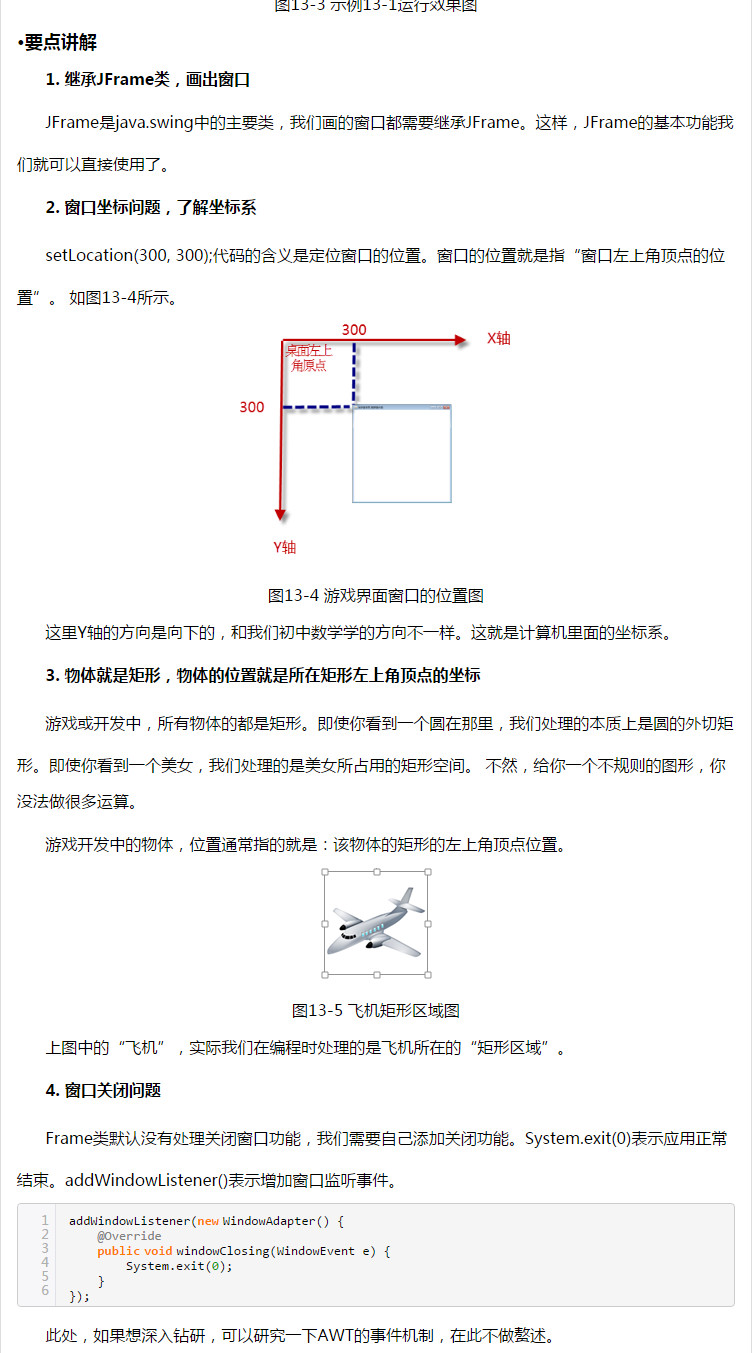 图13-3 示例13-1运行效果图
•要点讲解
1. 继承JFrame类，画出窗口
JFrame是java.swing中的主要类，我们画的窗口都需要继承JFrame。这样，JFrame的基本功能我
们就可以直接使用了。
2. 窗口坐标问题，了解坐标系
setLocation(300, 300);代码的含义是定位窗口的位置。窗口的位置就是指“窗口左上角顶点的位
置”。 如图13-4所示。
300
X轴
桌面左上
角原点
300
Y轴
图13-4 游戏界面窗口的位置图
这里Y轴的方向是向下的，和我们初中数学学的方向不一样。这就是计算机里面的坐标系。
3. 物体就是矩形，物体的位置就是所在矩形左上角顶点的坐标
游戏或开发中，所有物体的都是矩形。即使你看到一个圆在那里，我们处理的本质上是圆的外切矩
形。即使你看到一个美女，我们处理的是美女所占用的矩形空间。 不然，给你一个不规则的图形，你
没法做很多运算。
游戏开发中的物体，位置通常指的就是：该物体的矩形的左上角顶点位置。
图13-5 飞机矩形区域图
上图中的“飞机”，实际我们在编程时处理的是飞机所在的“矩形区域”。
4. 窗口关闭问题
Frame类默认没有处理关闭窗口功能，我们需要自己添加关闭功能。System.exit(0)表示应用正常
结束。addWindowListener()表示增加窗口监听事件。
1 addWindowListener(new WindowAdapter() {
2 @Override
3 public void windowClosing(WindowEvent e) {
4 System.exit(0);
5 }
6 });
此处，如果想深入钻研，可以研究一下AWT的事件机制，在此不做鳌述。